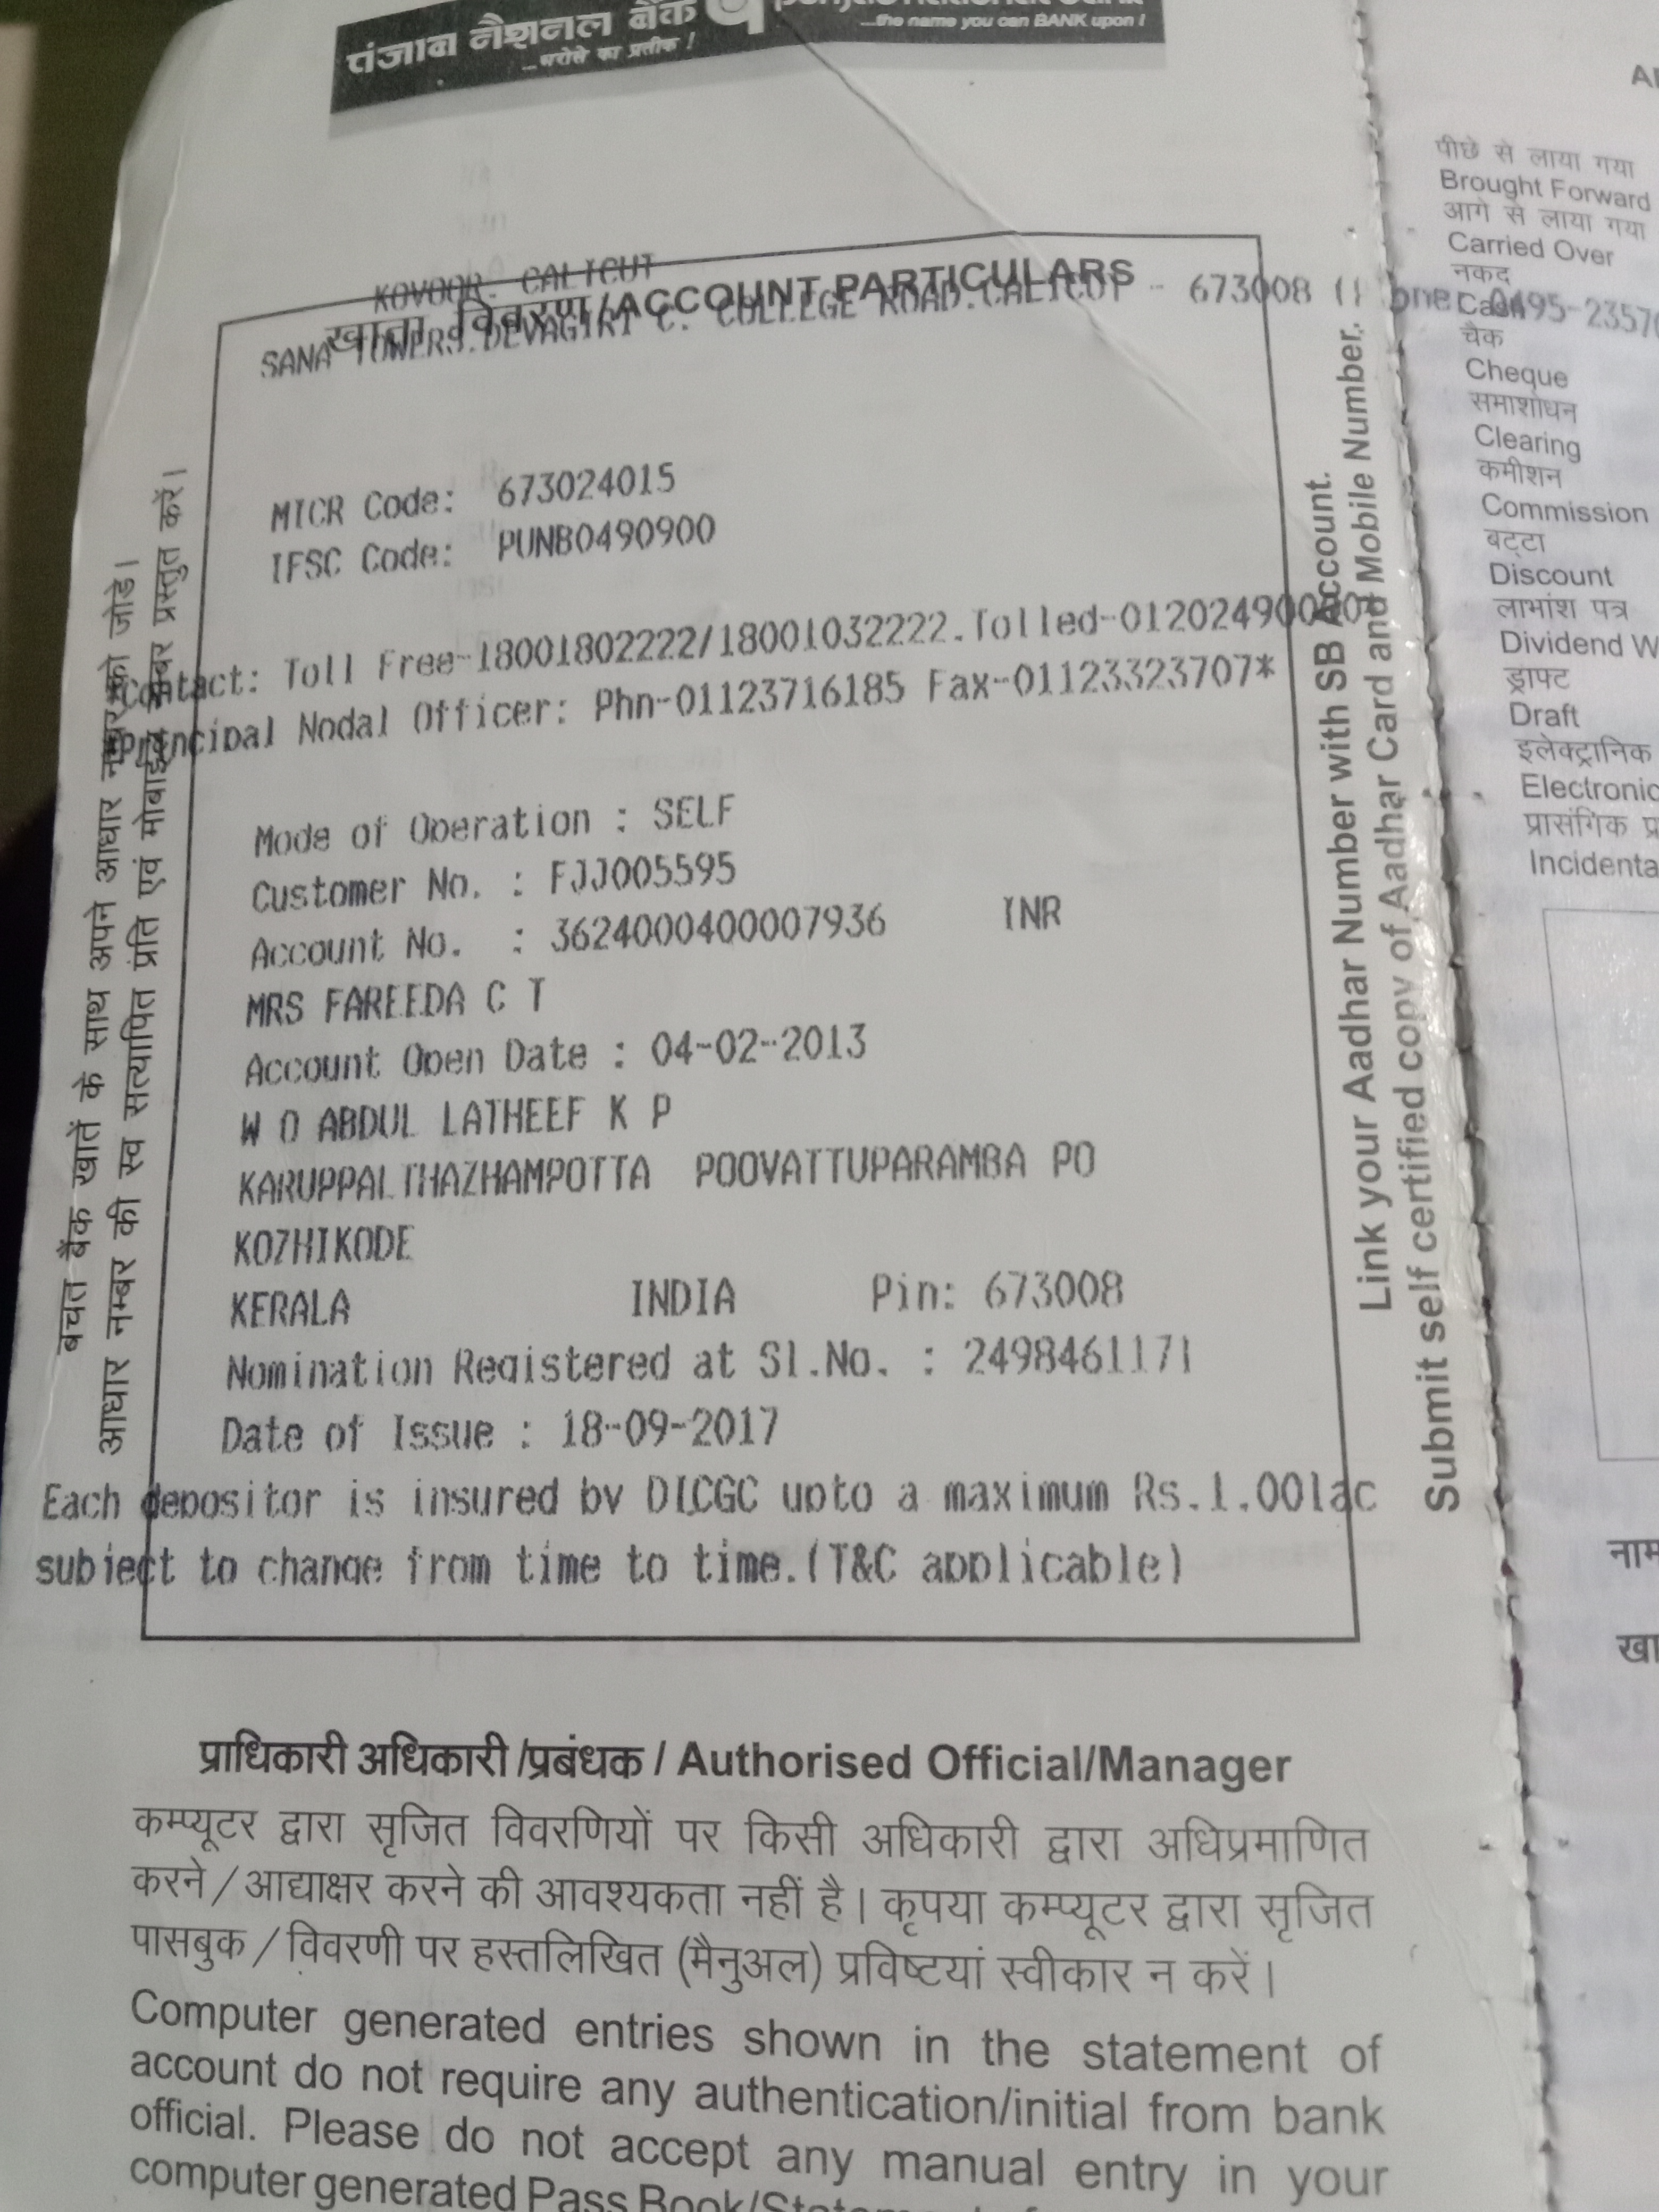 पंजाब नैशनल बैंक
...भरोसे का प्रतीक !
...the name you can BANK upon !
KOVOOR, CALICUT
खाता विवरण/ACCOUNT PARTICULARS
SANA TOWERS,DEVAGIRI COLLEGE ROAD,CALICUT - 673008
MICR Code: 673024015
IFSC Code: PUNB0490900
Contact: Toll Free-18001802222/18001032222,Tolled-0120249000
Principal Nodal Officer: Phn-01123716185 Fax-01123323707*
Mode of Operation : SELF
Customer No. : FJJ005595
Account No. : 3624000400007936 INR
MRS FAREEDA C T
Account Open Date : 04-02-2013
W O ABDUL LATHEEF K P
KARUPPAL THAZHAMPOTTA POOVATTUPARAMBA PO
KOZHIKODE
KERALA INDIA Pin: 673008
Nomination Registered at Sl.No. : 2498461171
Date of Issue : 18-09-2017
Each depositor is insured by DICGC upto a maximum Rs.1.00lac
subject to change from time to time.(T&C applicable)
बचत बैंक खातें के साथ अपने आधार नम्बर को जोडे।
आधार नम्बर की स्व सत्यापित प्रति एवं मोबाईल नम्बर प्रस्तुत करें।
Link your Aadhar Number with SB Account.
Submit self certified copy of Aadhar Card and Mobile Number.
प्राधिकारी अधिकारी/प्रबंधक / Authorised Official/Manager
कम्प्यूटर द्वारा सृजित विवरणियों पर किसी अधिकारी द्वारा अधिप्रमाणित
करने/आद्याक्षर करने की आवश्यकता नहीं है। कृपया कम्प्यूटर द्वारा सृजित
पासबुक/विवरणी पर हस्तलिखित (मैनुअल) प्रविष्टियां स्वीकार न करें।
Computer generated entries shown in the statement of
account do not require any authentication/initial from bank
official. Please do not accept any manual entry in your
computer generated Pass Book/
पीछे से लाया गया
Brought Forward
आगे से लाया गया
Carried Over
नकद
Cash
चैक
Cheque
समाशोधन
Clearing
कमीशन
Commission
बट्टा
Discount
लाभांश पत्र
Dividend
ड्राफ्ट
Draft
इलेक्ट्रानिक
Electronic
प्रासंगिक